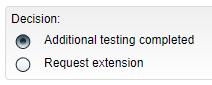 Decision:
Additional testing completed
Request extension